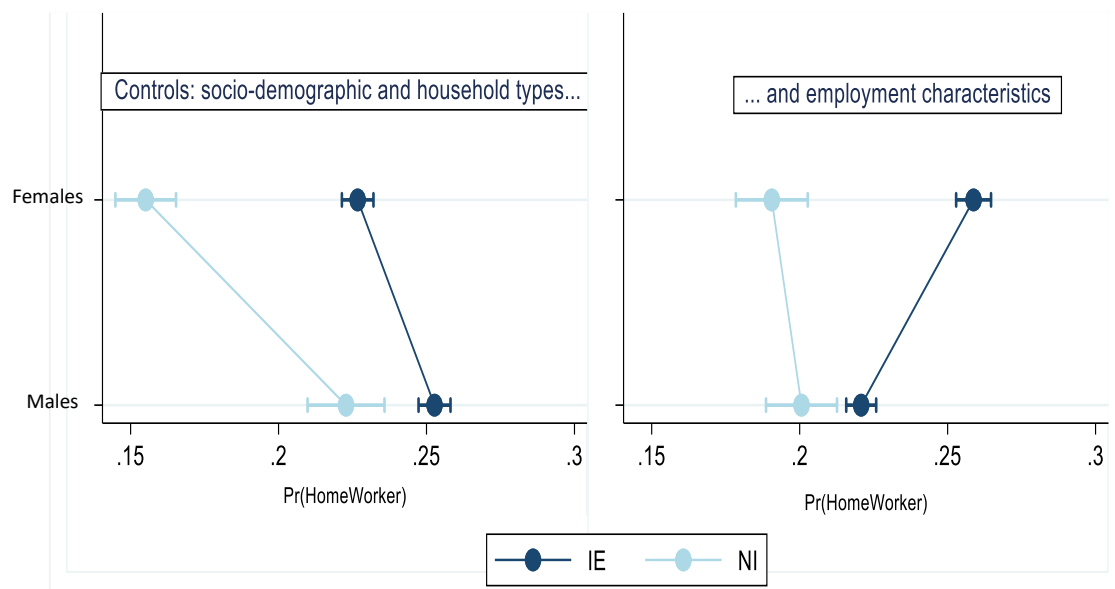 Controls: socio-demographic and household types...
... and employment characteristics
Females
Males
.15 .2 .25 .3
.15 .2 .25 .3
Pr(HomeWorker)
Pr(HomeWorker)
IE NI